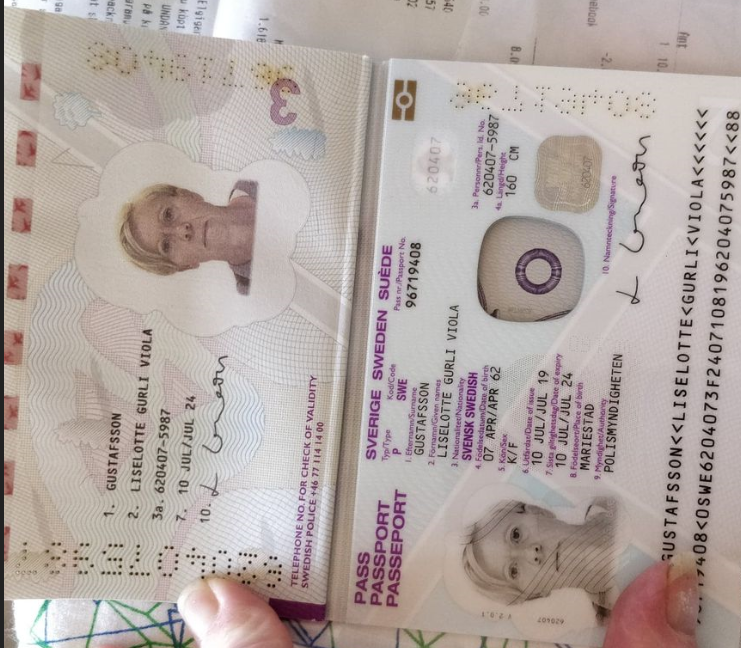 1. GUSTAFSSON
2. LISELOTTE GURLI VIOLA
3a. 620407-5987
7. 10 JUL/JUL 24
10.
TELEPHONE NO. FOR CHECK OF VALIDITY
SWEDISH POLICE +46 77 114 14 00
PASS
PASSPORT
PASSEPORT
SVERIGE SWEDEN SUÈDE
Typ/Type Kod/Code Pass nr./Passport No.
P SWE 96719408
1. Efternamn/Surname
GUSTAFSSON
2. Förnamn/Given names
LISELOTTE GURLI VIOLA
3. Nationalitet/Nationality
SVENSK SWEDISH
4. Födelsedatum/Date of birth
07 APR/APR 62
3a. Personnr/Pers. Id. No.
620407-5987
5. Kön/Sex
K/F
4a. Längd/Height
160 CM
6. Utfärdat/Date of issue
10 JUL/JUL 19
7. Sista giltighetsdag/Date of expiry
10 JUL/JUL 24
8. Födelseort/Place of birth
MARIESTAD
9. Myndighet/Authority
POLISMYNDIGHETEN
10. Namnteckning/Signature
620407
620407
620407
GUSTAFSSON<<LISELOTTE<GURLI<VIOLA<<<<<<
9408<0SWE6204073F2407108196204075987<<88